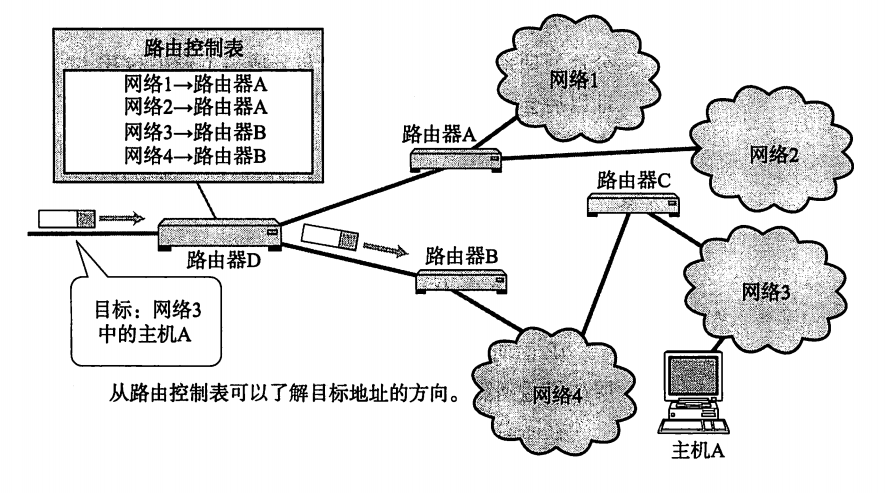 路由控制表
网络1→路由器A
网络2→路由器A
网络3→路由器B
网络4→路由器B
网络1
路由器A
网络2
路由器C
路由器D
路由器B
网络3
目标：网络3
中的主机A
从路由控制表可以了解目标地址的方向。
网络4
主机A